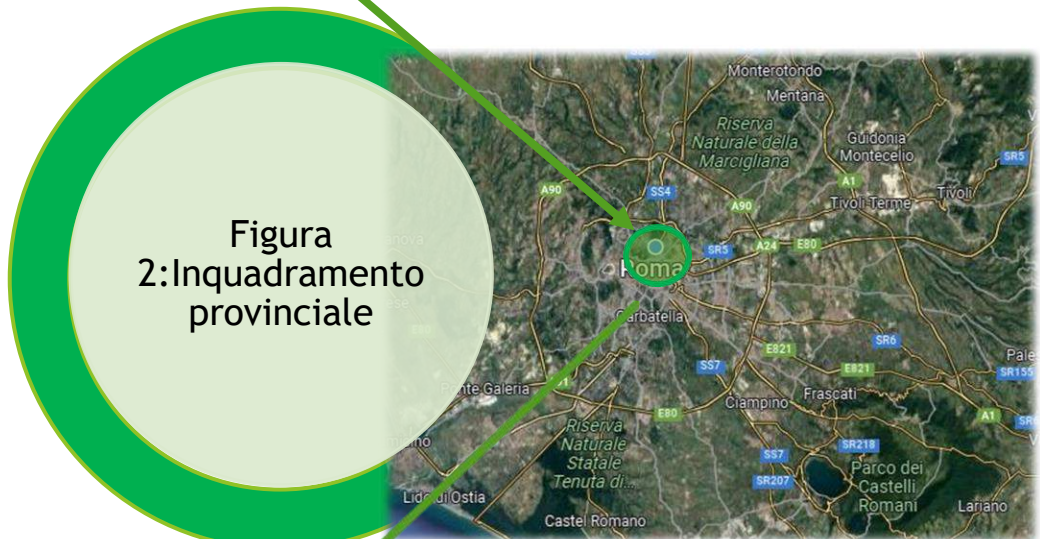 Figura
2:Inquadramento
provinciale
Monterotondo
Mentana
Riserva
Naturale della
Marcigliana
Guidonia
Montecelio
SR5
A1
A90
SS4
A90
Tivoli
Tivoli Terme
SR5
A24
E80
Roma
Garbatella
E821
SR6
SS7
E821
SR155
Ciampino
Frascati
E80
A1
Riserva
Naturale
Statale
Tenuta di...
SS7
SR218
SR207
Parco dei
Castelli
Romani
Lido di Ostia
Castel Romano
Lariano